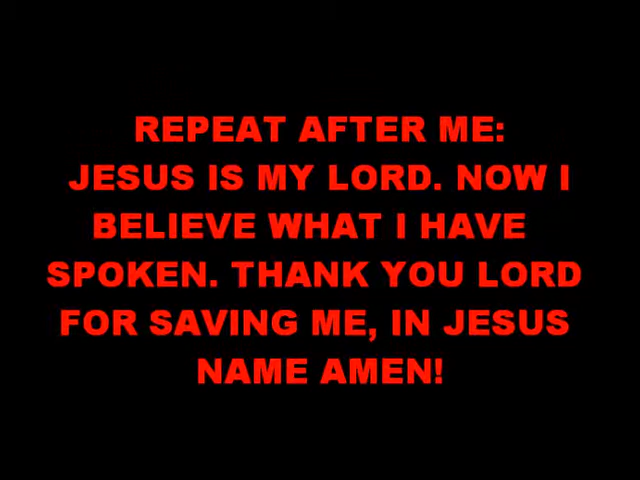 REPEAT AFTER ME:
JESUS IS MY LORD. NOW I
BELIEVE WHAT I HAVE
SPOKEN. THANK YOU LORD
FOR SAVING ME, IN JESUS
NAME AMEN!